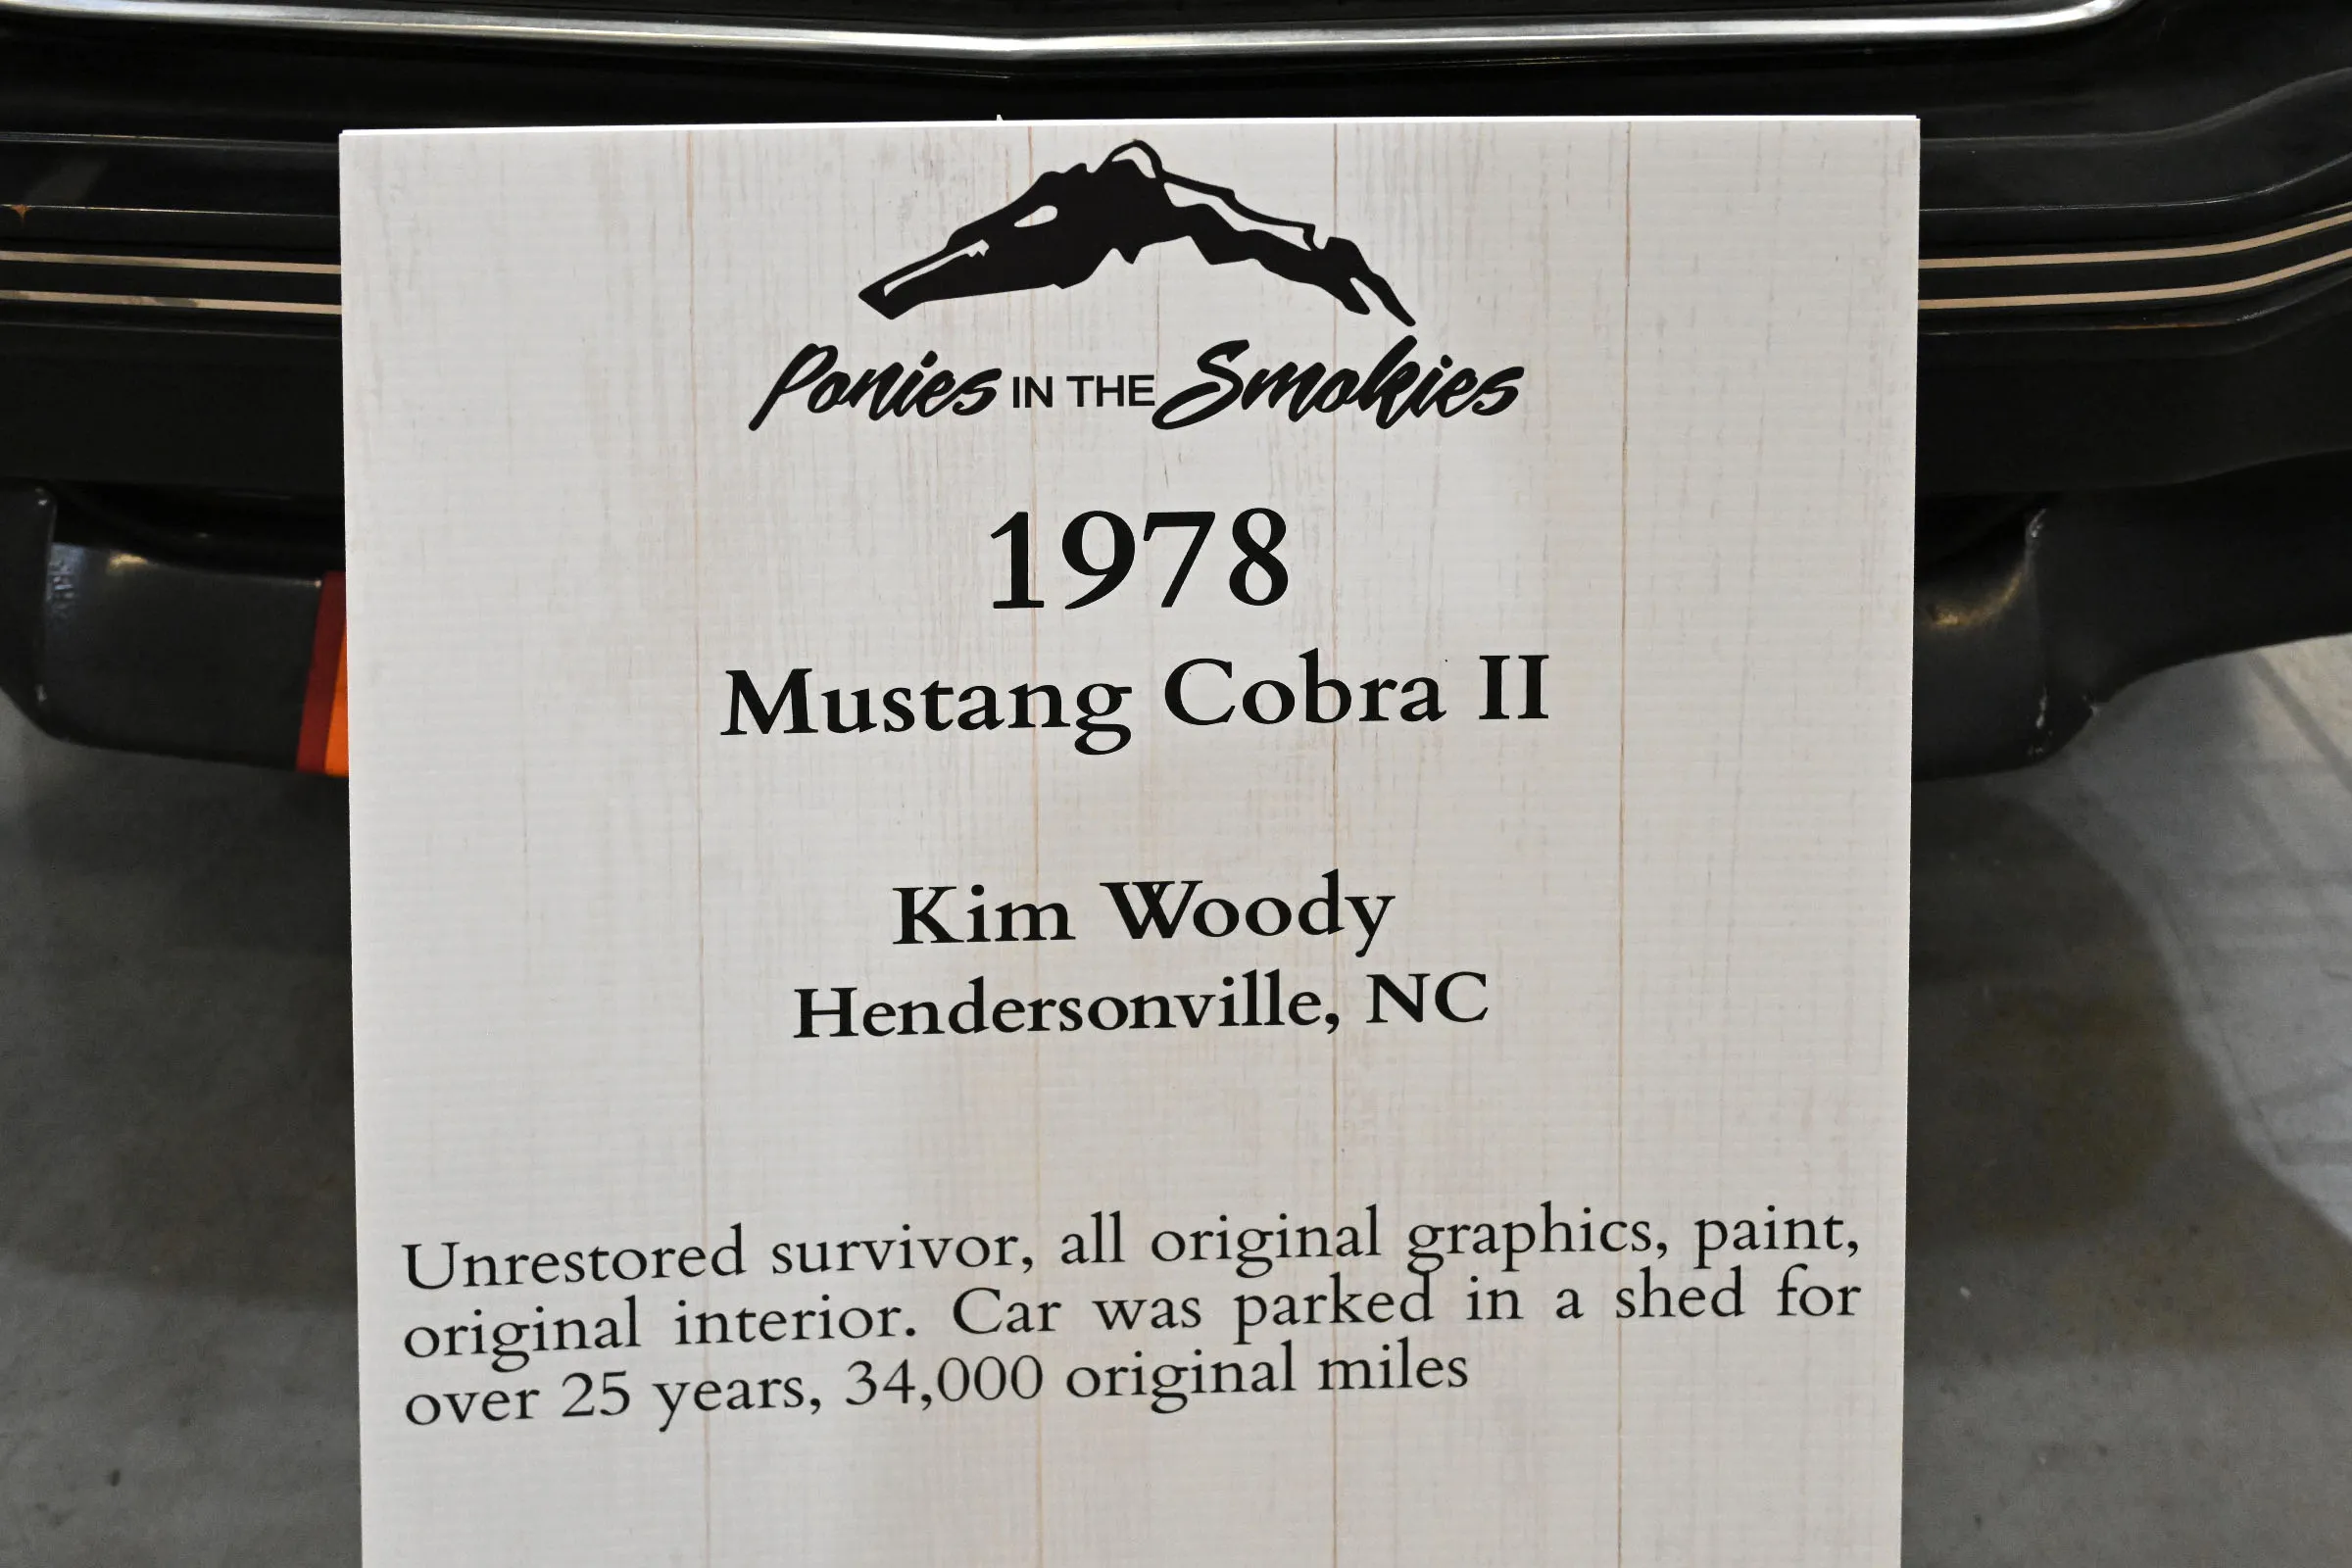 Ponies IN THE Smokies
1978
Mustang Cobra II
Kim Woody
Hendersonville, NC
Unrestored survivor, all original graphics, paint,
original interior. Car was parked in a shed for
over 25 years, 34,000 original miles